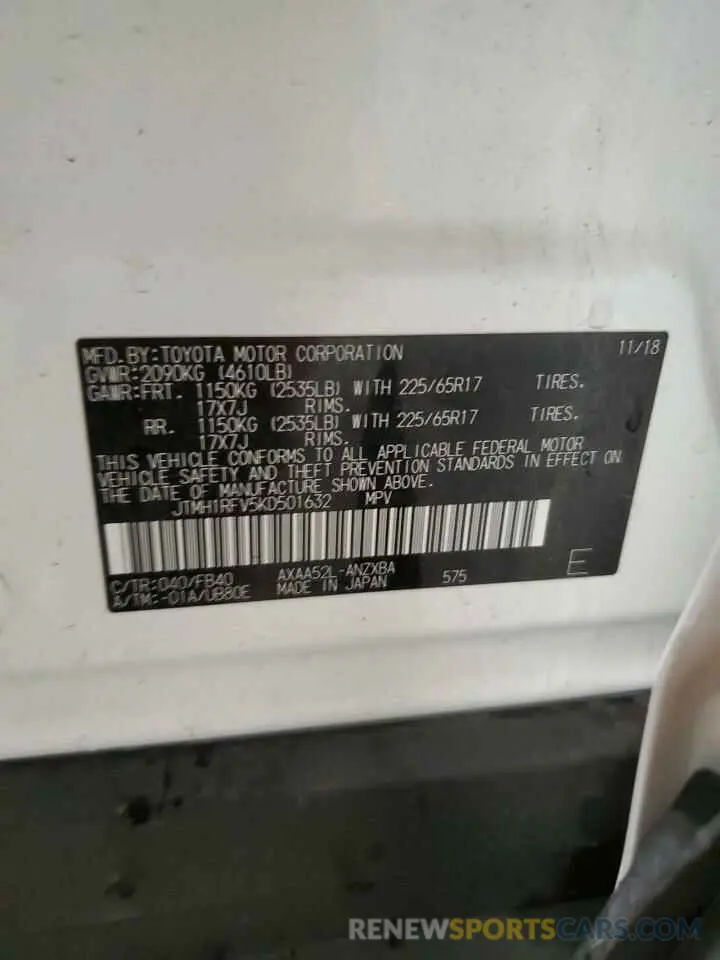 MFD.BY:TOYOTA MOTOR CORPORATION 11/18
GVWR:2090KG (4610LB)
GAWR:FRT. 1150KG (2535LB) WITH 225/65R17 TIRES.
17X7J RIMS.
RR. 1150KG (2535LB) WITH 225/65R17 TIRES.
17X7J RIMS.
THIS VEHICLE CONFORMS TO ALL APPLICABLE FEDERAL MOTOR
VEHICLE SAFETY AND THEFT PREVENTION STANDARDS IN EFFECT ON
THE DATE OF MANUFACTURE SHOWN ABOVE.
JTMH1RFV5KD501632 MPV
C/TR:040/FB40 AXAA52L-ANZXBA 575 E
A/TM:-01A/UB80E MADE IN JAPAN
RENEWSPORTSCARS.COM